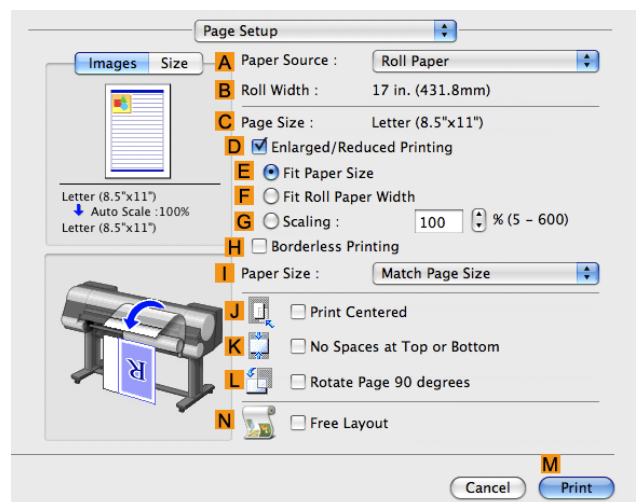 Page Setup
Images Size
A Paper Source : Roll Paper
B Roll Width : 17 in. (431.8mm)
C Page Size : Letter (8.5"x11")
D Enlarged/Reduced Printing
E Fit Paper Size
F Fit Roll Paper Width
G Scaling : 100 % (5 - 600)
Letter (8.5"x11")
Auto Scale :100%
Letter (8.5"x11")
H Borderless Printing
I Paper Size : Match Page Size
J Print Centered
K No Spaces at Top or Bottom
L Rotate Page 90 degrees
R
N Free Layout
M
Cancel Print